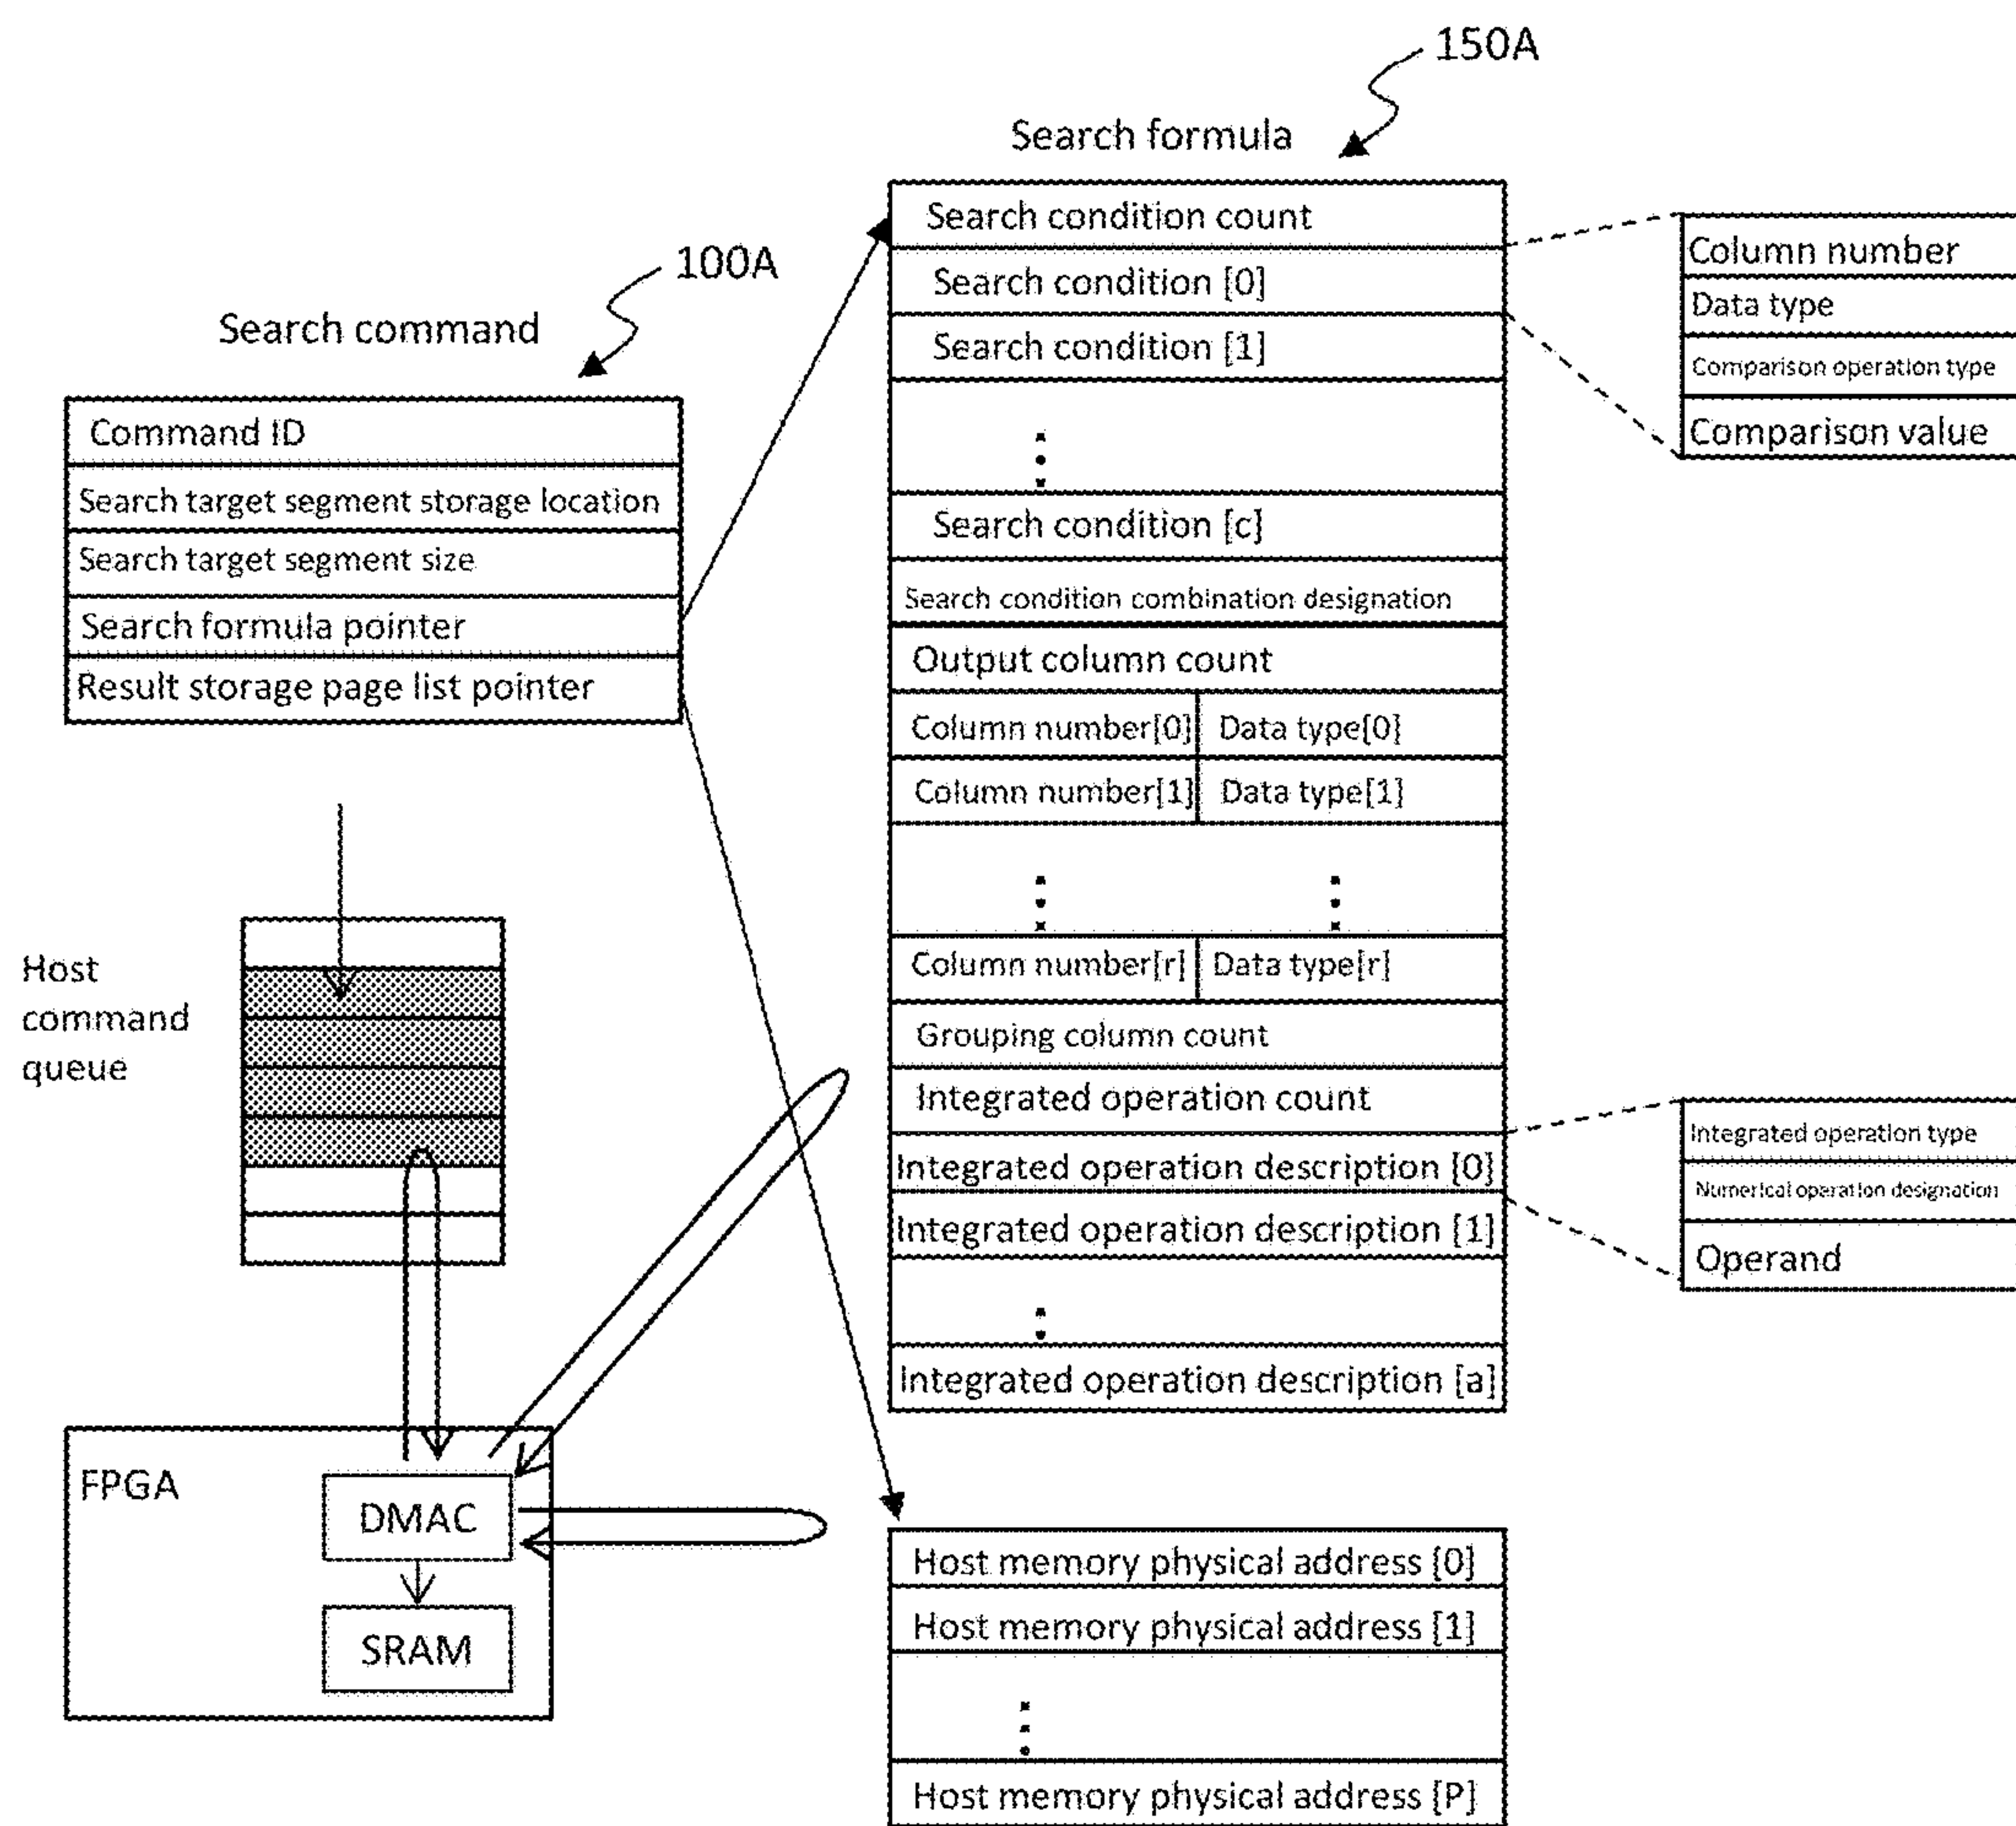 150A
Search formula
Search condition count
Search condition [0]
Search condition [1]
Search condition [c]
Search condition combination designation
Output column count
Column number[0] Data type[0]
Column number[1] Data type[1]
Column number[r] Data type[r]
Grouping column count
Integrated operation count
Integrated operation description [0]
Integrated operation description [1]
Integrated operation description [a]
Column number
Data type
Comparison operation type
Comparison value
Integrated operation type
Numerical operation designation
Operand
100A
Search command
Command ID
Search target segment storage location
Search target segment size
Search formula pointer
Result storage page list pointer
Host
command
queue
FPGA
DMAC
SRAM
Host memory physical address [0]
Host memory physical address [1]
Host memory physical address [P]